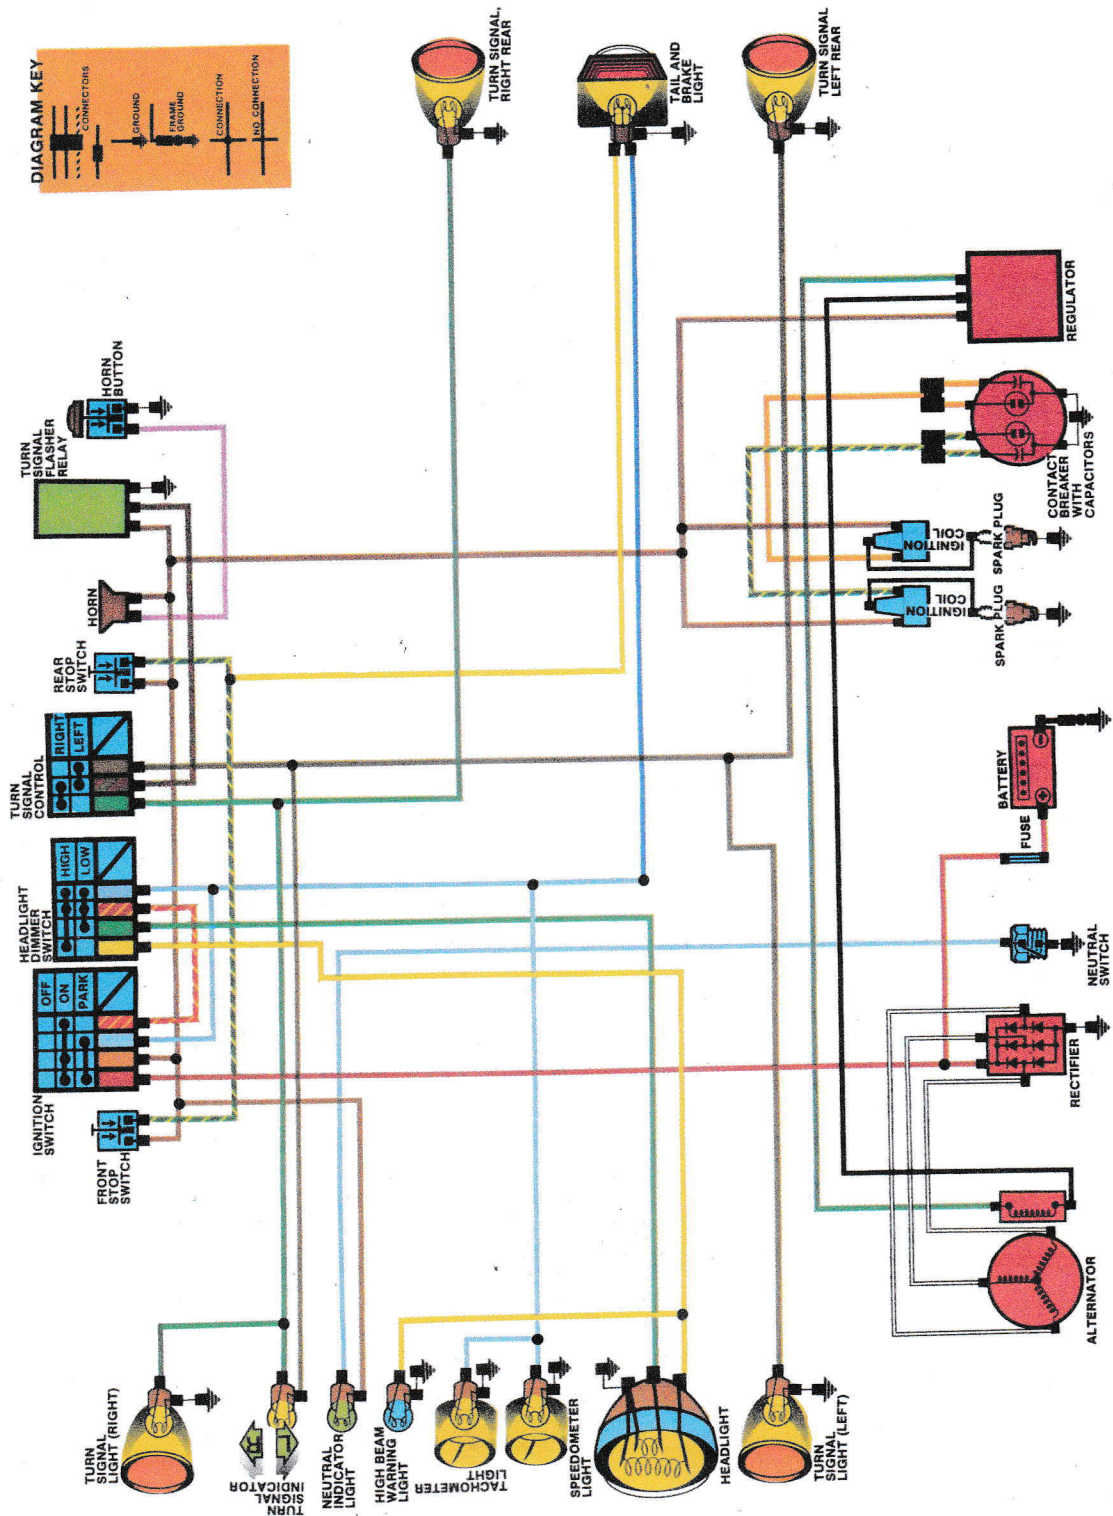 DIAGRAM KEY
CONNECTORS
GROUND
FRAME
GROUND
CONNECTION
NO CONNECTION
TURN SIGNAL,
RIGHT REAR
TAIL AND
BRAKE
LIGHT
TURN SIGNAL
LEFT REAR
HORN
BUTTON
TURN
SIGNAL
FLASHER
RELAY
HORN
REAR
STOP
SWITCH
TURN
SIGNAL
CONTROL
RIGHT
LEFT
HEADLIGHT
DIMMER
SWITCH
HIGH
LOW
IGNITION
SWITCH
OFF
ON
PARK
FRONT
STOP
SWITCH
REGULATOR
CONTACT
BREAKER
WITH
CAPACITORS
IGNITION
COIL
SPARK PLUG
IGNITION
COIL
SPARK PLUG
BATTERY
FUSE
NEUTRAL
SWITCH
RECTIFIER
ALTERNATOR
TURN
SIGNAL
LIGHT (RIGHT)
R
L
TURN
SIGNAL
INDICATOR
NEUTRAL
INDICATOR
LIGHT
HIGH BEAM
WARNING
LIGHT
TACHOMETER
LIGHT
SPEEDOMETER
LIGHT
HEADLIGHT
TURN
SIGNAL
LIGHT (LEFT)